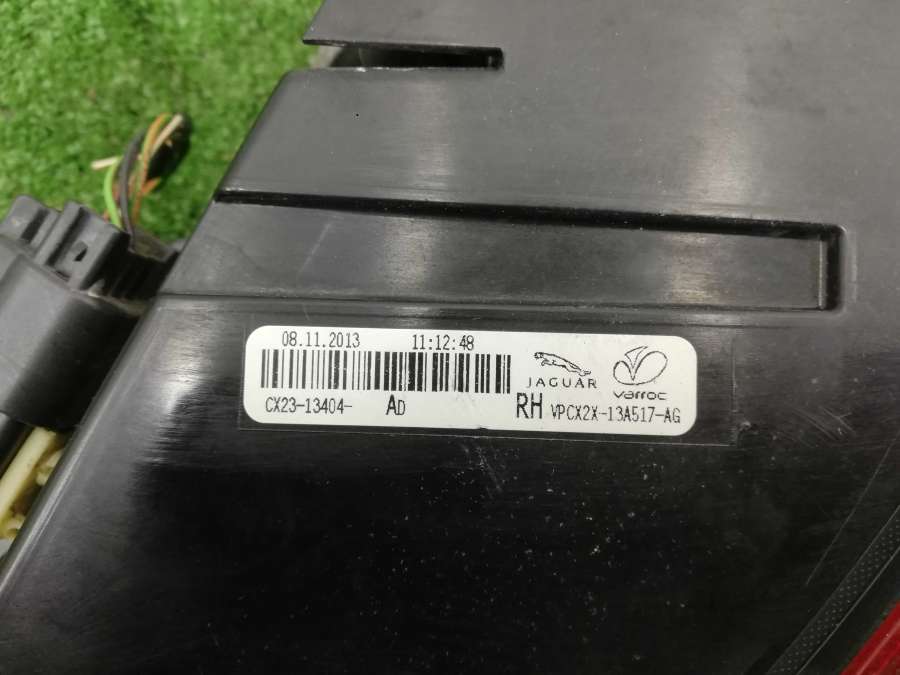 08.11.2013 11:12:48
JAGUAR varroc
CX23-13404- AD RH VPCX2X-13A517-AG